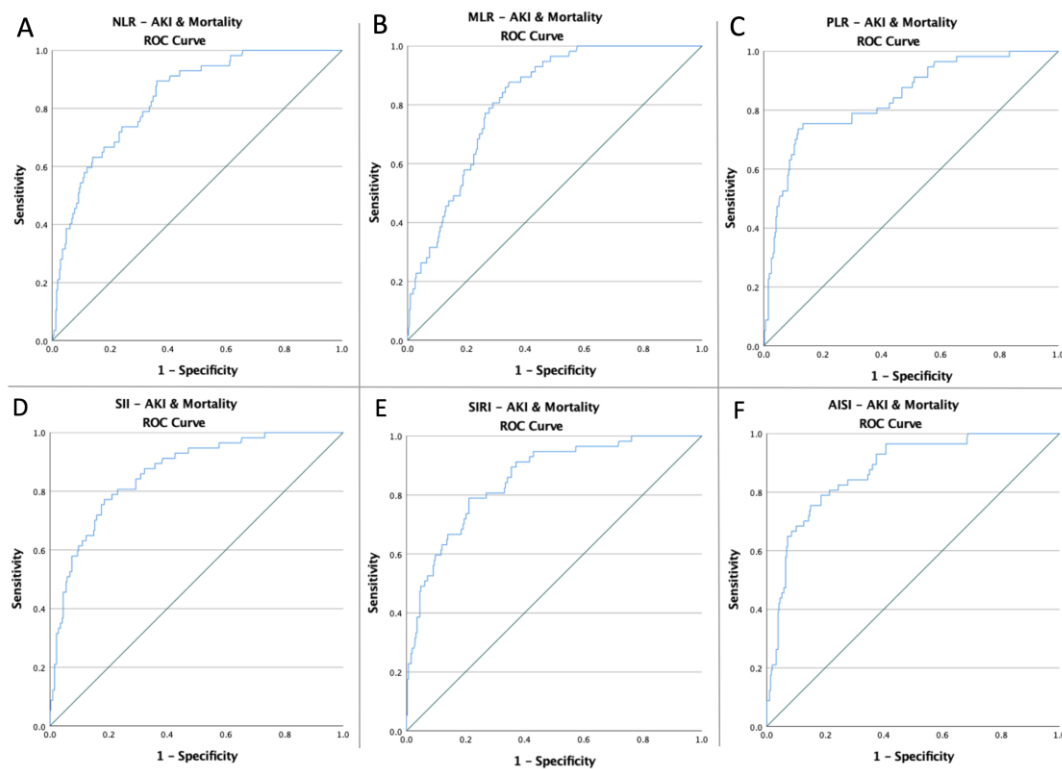 A
NLR – AKI & Mortality
ROC Curve
Sensitivity
1.0
0.8
0.6
0.4
0.2
0.0
0.0 0.2 0.4 0.6 0.8 1.0
1 – Specificity
B
MLR – AKI & Mortality
ROC Curve
Sensitivity
1.0
0.8
0.6
0.4
0.2
0.0
0.0 0.2 0.4 0.6 0.8 1.0
1 – Specificity
C
PLR – AKI & Mortality
ROC Curve
Sensitivity
1.0
0.8
0.6
0.4
0.2
0.0
0.0 0.2 0.4 0.6 0.8 1.0
1 – Specificity
D
SII – AKI & Mortality
ROC Curve
Sensitivity
1.0
0.8
0.6
0.4
0.2
0.0
0.0 0.2 0.4 0.6 0.8 1.0
1 – Specificity
E
SIRI – AKI & Mortality
ROC Curve
Sensitivity
1.0
0.8
0.6
0.4
0.2
0.0
0.0 0.2 0.4 0.6 0.8 1.0
1 – Specificity
F
AISI – AKI & Mortality
ROC Curve
Sensitivity
1.0
0.8
0.6
0.4
0.2
0.0
0.0 0.2 0.4 0.6 0.8 1.0
1 – Specificity